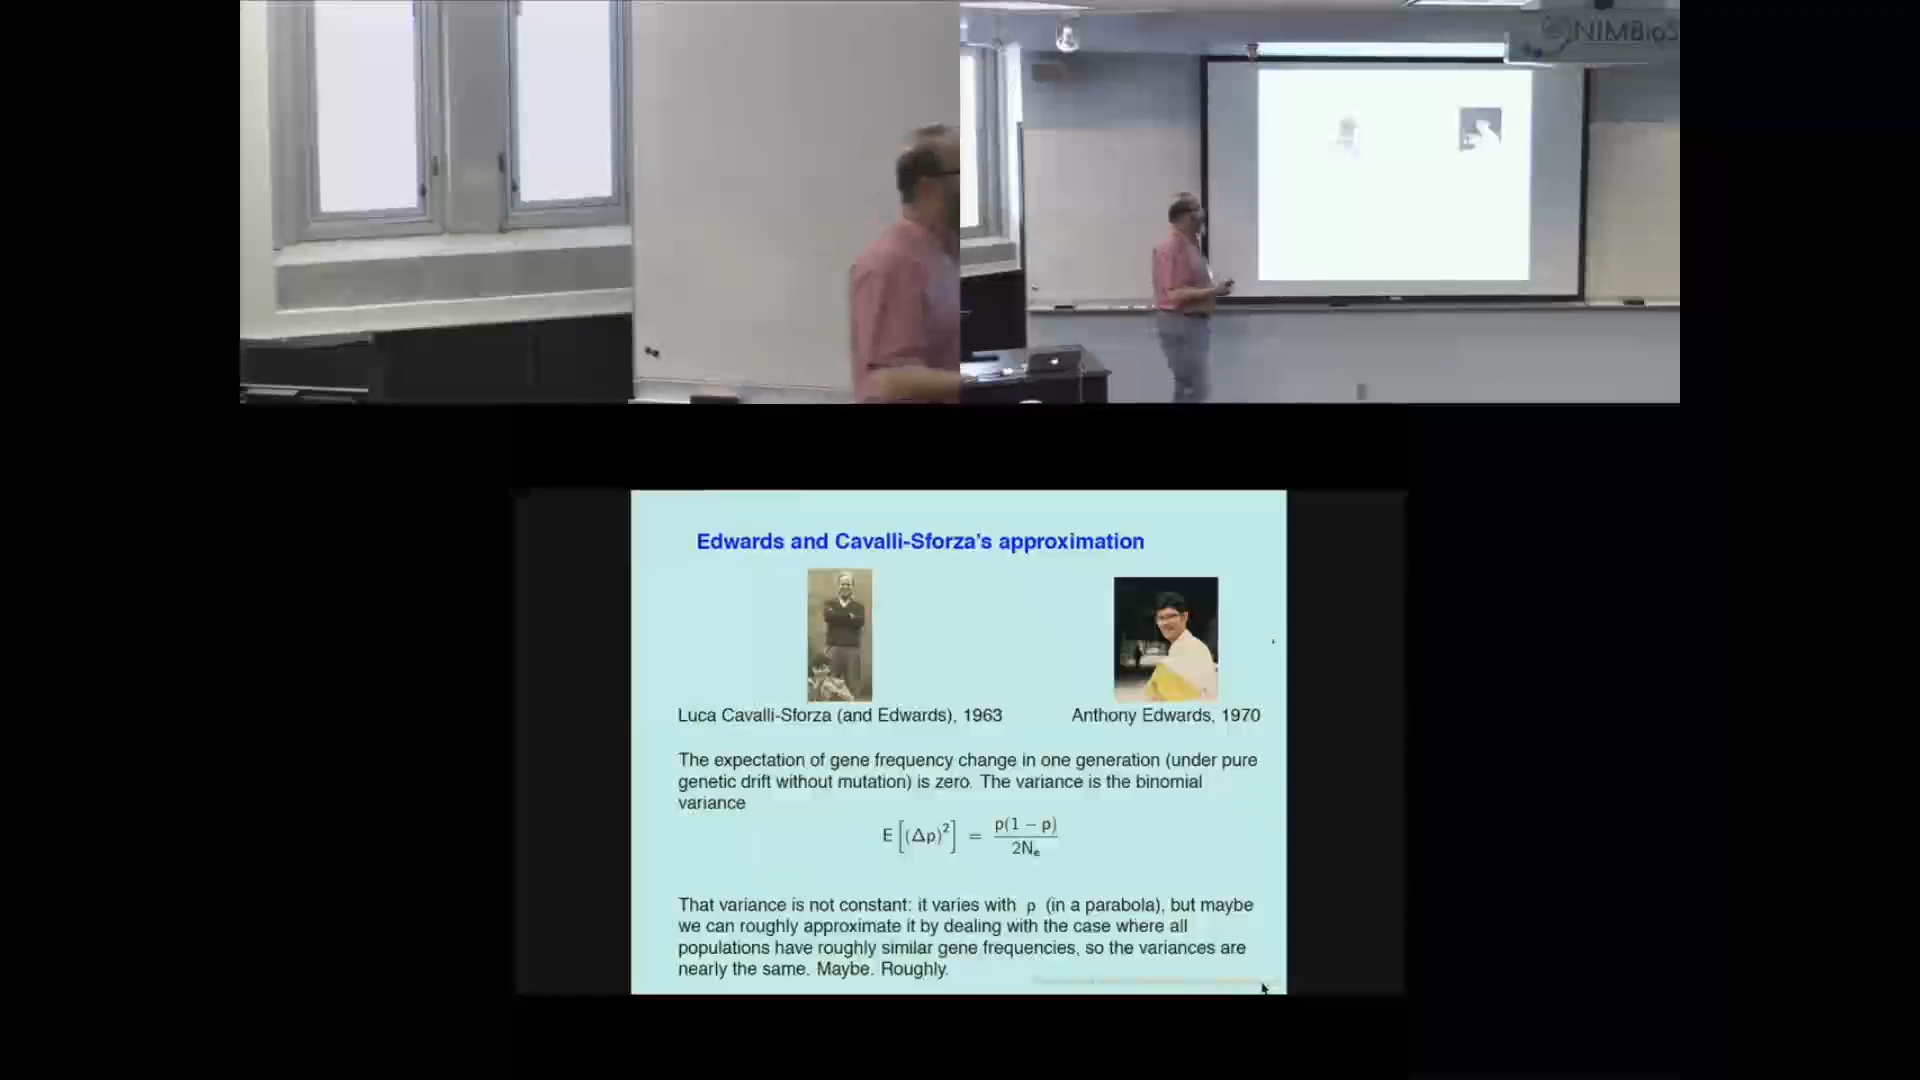 NIMBioS
Edwards and Cavalli-Sforza's approximation
Luca Cavalli-Sforza (and Edwards), 1963
Anthony Edwards, 1970
The expectation of gene frequency change in one generation (under pure
genetic drift without mutation) is zero. The variance is the binomial
variance
E[(Δp)²] = p(1 − p) / 2Nₑ
That variance is not constant: it varies with p (in a parabola), but maybe
we can roughly approximate it by dealing with the case where all
populations have roughly similar gene frequencies, so the variances are
nearly the same. Maybe. Roughly.